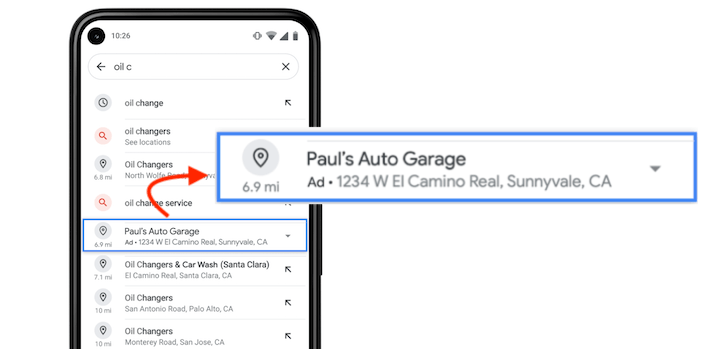 10:26
oil c
oil change
oil changers
See locations
Oil Changers
6.8 mi
North Wolfe Road, Sunnyva
oil change service
Paul's Auto Garage
6.9 mi
Ad • 1234 W El Camino Real, Sunnyvale, CA
Oil Changers & Car Wash (Santa Clara)
7.1 mi
El Camino Real, Santa Clara, CA
Oil Changers
10 mi
San Antonio Road, Palo Alto, CA
Oil Changers
10 mi
Monterey Road, San Jose, CA
Paul's Auto Garage
6.9 mi
Ad • 1234 W El Camino Real, Sunnyvale, CA